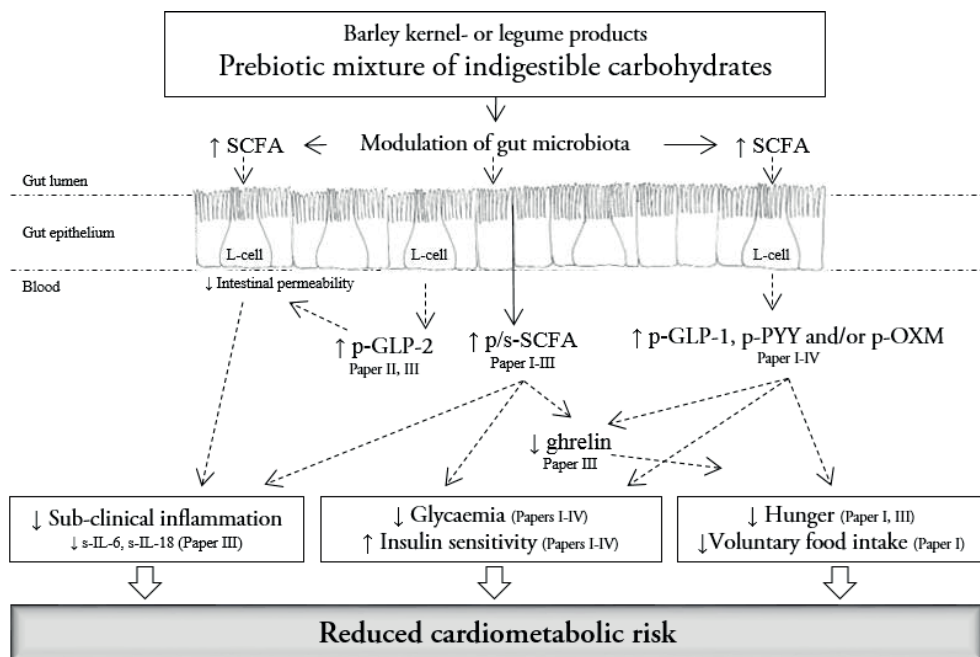 Barley kernel- or legume products
Prebiotic mixture of indigestible carbohydrates
↑ SCFA
Modulation of gut microbiota
↑ SCFA
Gut lumen
Gut epithelium
L-cell
L-cell
L-cell
Blood
↓ Intestinal permeability
↑ p-GLP-2
Paper II, III
↑ p/s-SCFA
Paper I-III
↑ p-GLP-1, p-PYY and/or p-OXM
Paper I-IV
↓ ghrelin
Paper III
↓ Sub-clinical inflammation
↓ s-IL-6, s-IL-18 (Paper III)
↓ Glycaemia (Papers I-IV)
↑ Insulin sensitivity (Papers I-IV)
↓ Hunger (Paper I, III)
↓Voluntary food intake (Paper I)
Reduced cardiometabolic risk